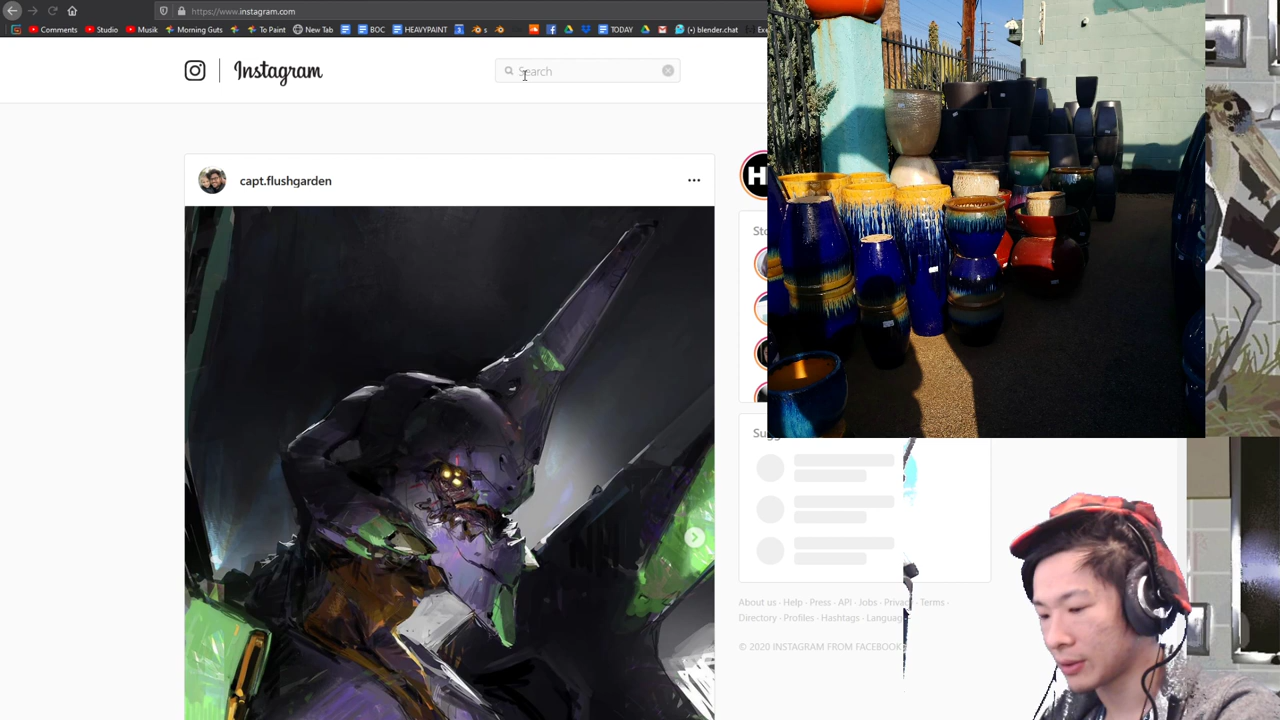 https://www.instagram.com
Comments Studio Musik Morning Guts To Paint New Tab BOC HEAVYPAINT s TODAY (•) blender.chat
Instagram
Search
capt.flushgarden
H
About us · Help · Press · API · Jobs · Privacy · Terms ·
Directory · Profiles · Hashtags · Language
© 2020 INSTAGRAM FROM FACEBOOK